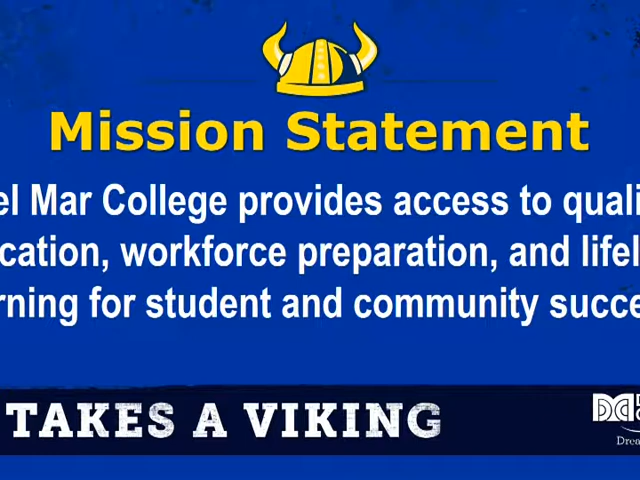 Mission Statement
el Mar College provides access to quali
cation, workforce preparation, and lifel
rning for student and community succe
TAKES A VIKING
Drea